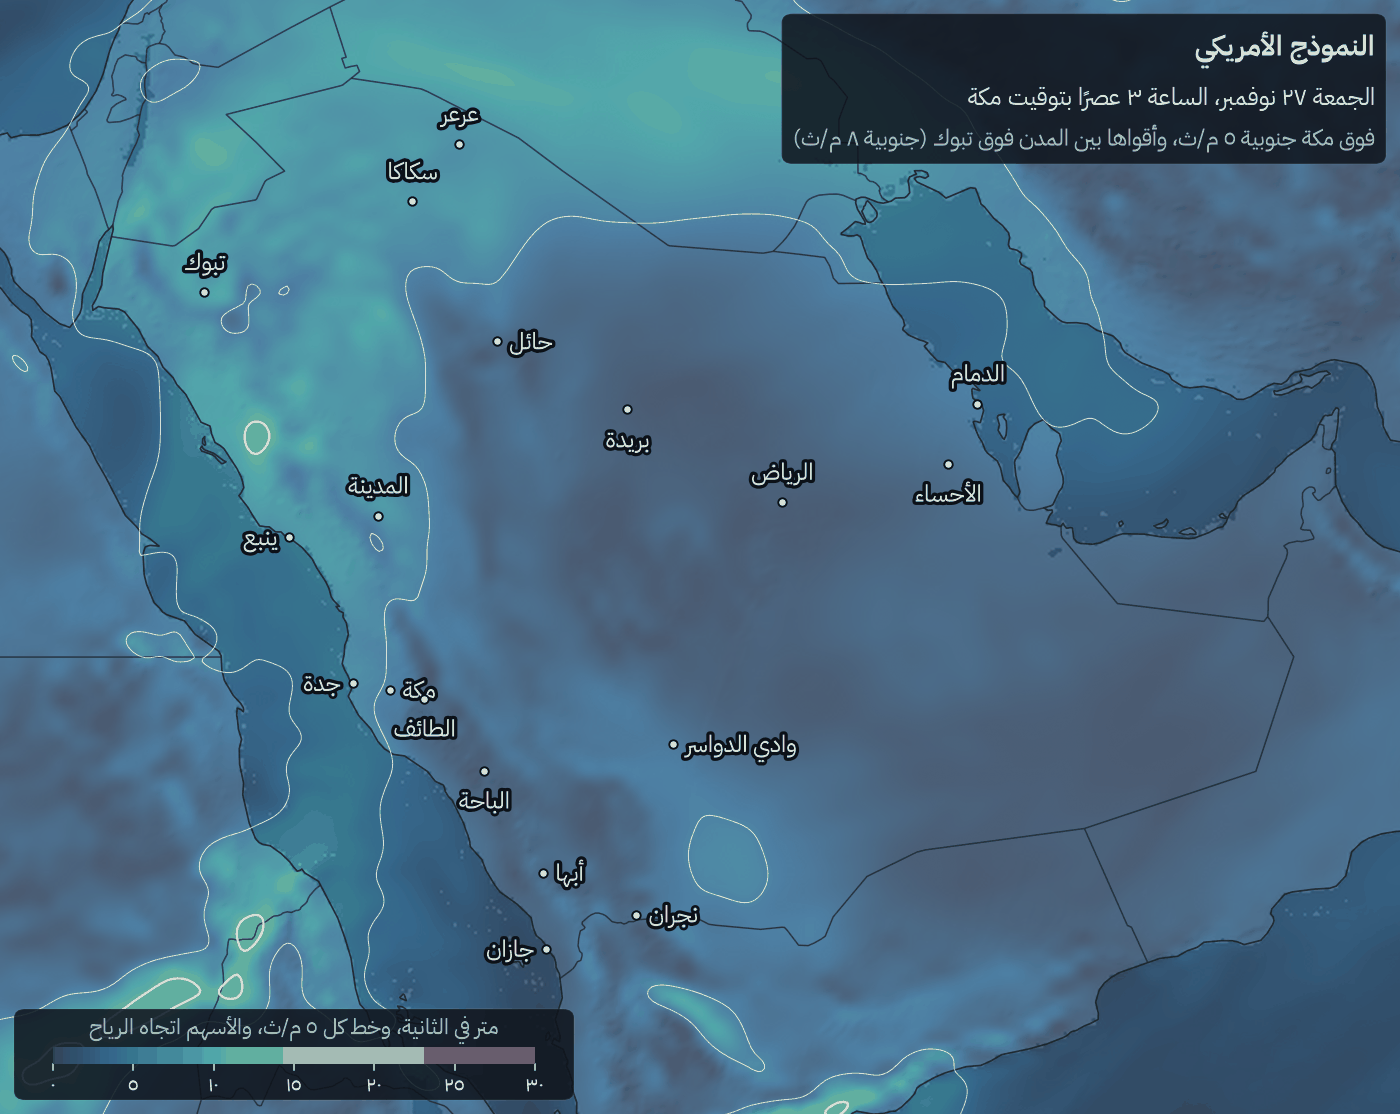 النموذج الأمريكي
الجمعة ٢٧ نوفمبر، الساعة ٣ عصرًا بتوقيت مكة
فوق مكة جنوبية ٥ م/ث، وأقواها بين المدن فوق تبوك (جنوبية ٨ م/ث)
عرعر
سكاكا
تبوك
حائل
الدمام
بريدة
الرياض
الأحساء
المدينة
ينبع
جدة
مكة
الطائف
وادي الدواسر
الباحة
أبها
نجران
جازان
متر في الثانية، وخط كل ٥ م/ث، والأسهم اتجاه الرياح
٠ ٥ ١٠ ١٥ ٢٠ ٢٥ ٣٠